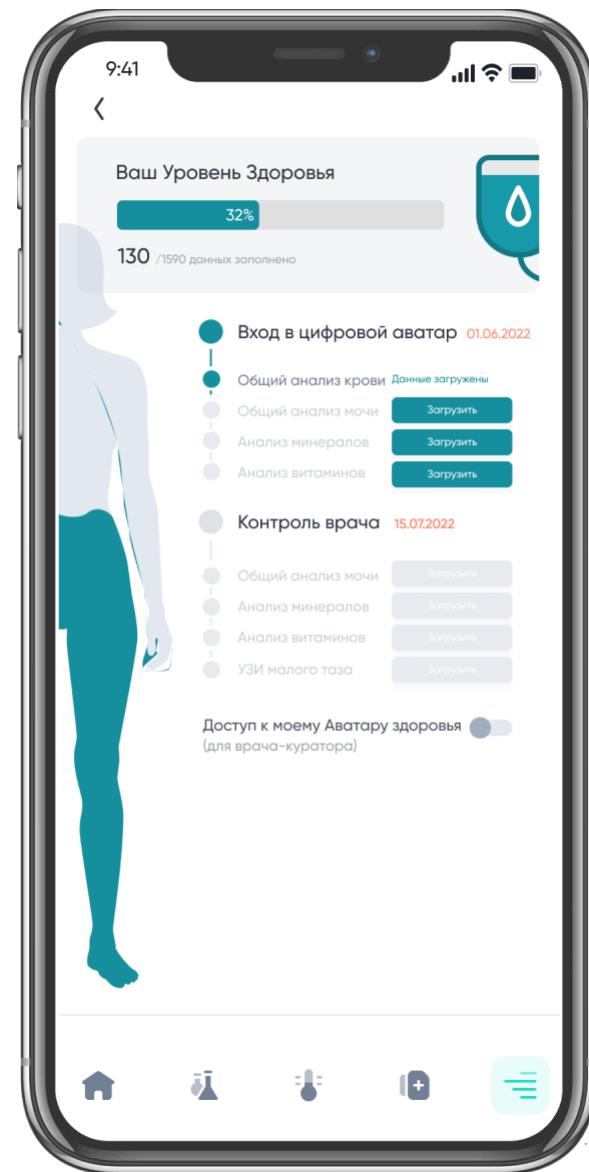 9:41
Ваш Уровень Здоровья
32%
130 /1590 данных заполнено
Вход в цифровой аватар 01.06.2022
Общий анализ крови Данные загружены
Общий анализ мочи Загрузить
Анализ минералов Загрузить
Анализ витаминов Загрузить
Контроль врача 15.07.2022
Общий анализ мочи Загрузить
Анализ минералов Загрузить
Анализ витаминов Загрузить
УЗИ малого таза Загрузить
Доступ к моему Аватару здоровья
(для врача-куратора)